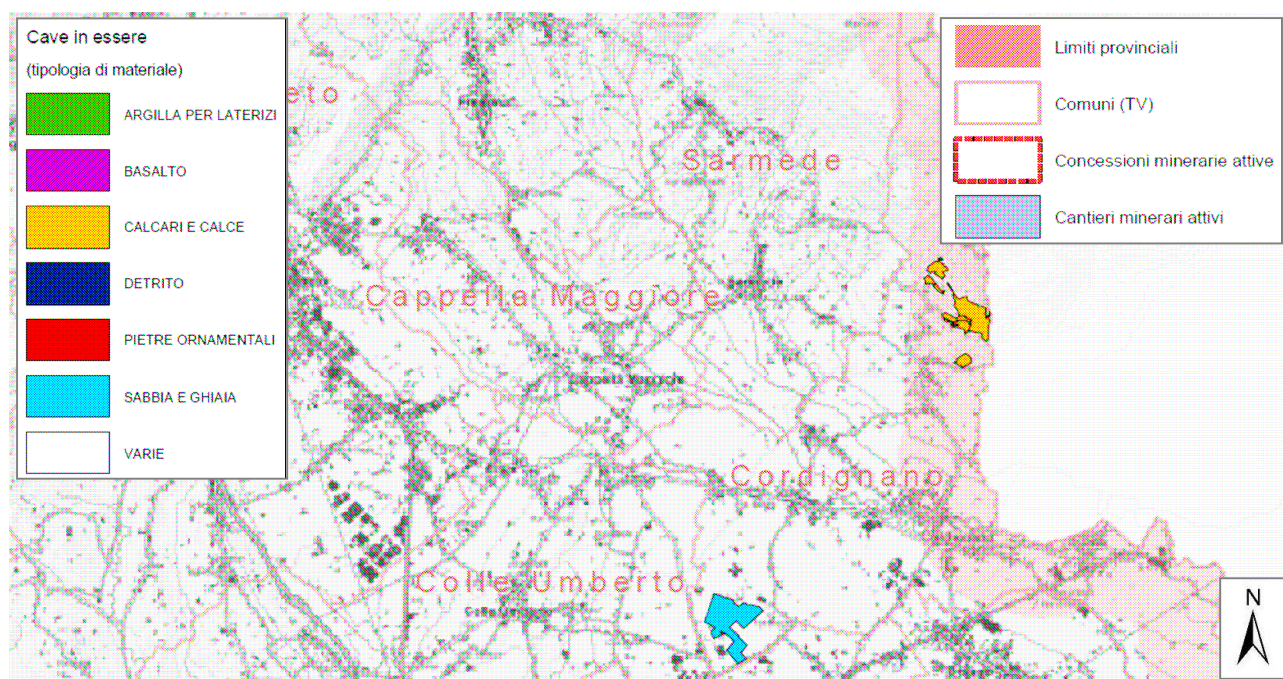 Cave in essere
(tipologia di materiale)
ARGILLA PER LATERIZI
BASALTO
CALCARI E CALCE
DETRITO
PIETRE ORNAMENTALI
SABBIA E GHIAIA
VARIE
Limiti provinciali
Comuni (TV)
Concessioni minerarie attive
Cantieri minerari attivi
eto
Sarmede
Cappella Maggiore
Cordignano
Colle Umberto
N